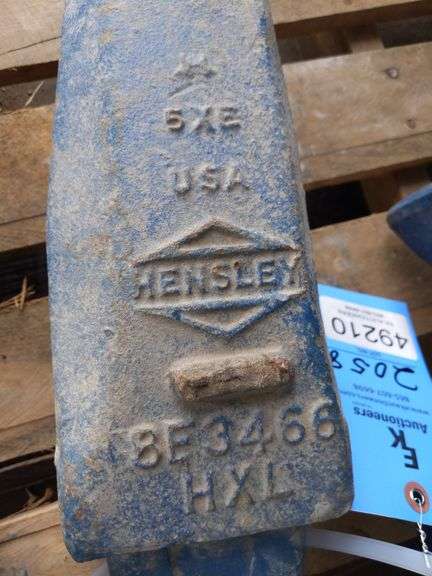 5XE
USA
HENSLEY
8E3466
HXL
49210
2058
EK
Auctioneers